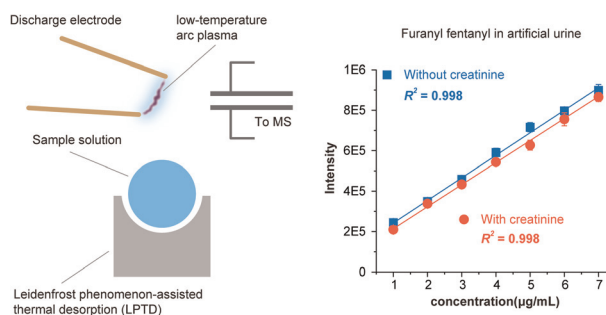 Discharge electrode
low-temperature
arc plasma
To MS
Sample solution
Leidenfrost phenomenon-assisted
thermal desorption (LPTD)
Furanyl fentanyl in artificial urine
Intensity
1E6
8E5
6E5
4E5
2E5
Without creatinine
R² = 0.998
With creatinine
R² = 0.998
1 2 3 4 5 6 7
concentration(μg/mL)